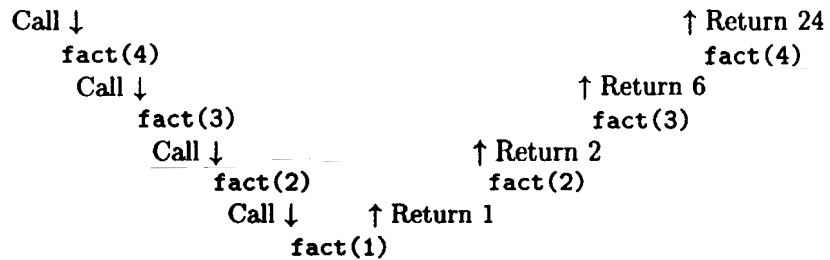 Call ↓ ↑ Return 24
fact(4) fact(4)
Call ↓ ↑ Return 6
fact(3) fact(3)
Call ↓ ↑ Return 2
fact(2) fact(2)
Call ↓ ↑ Return 1
fact(1)